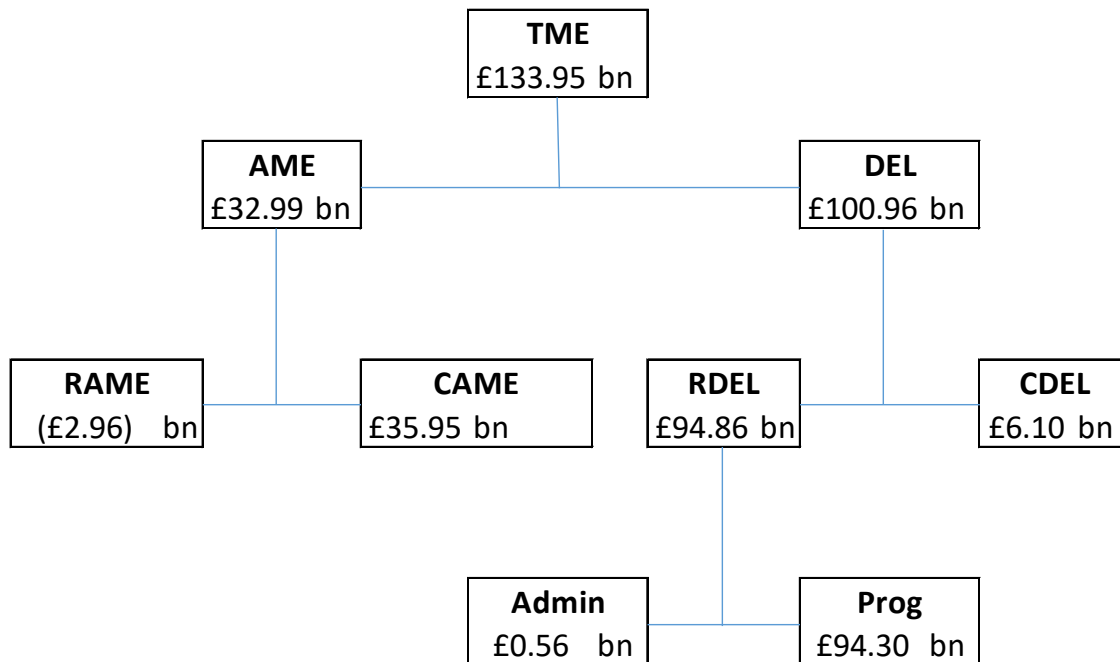 TME
£133.95 bn
AME
£32.99 bn
DEL
£100.96 bn
RAME
(£2.96) bn
CAME
£35.95 bn
RDEL
£94.86 bn
CDEL
£6.10 bn
Admin
£0.56 bn
Prog
£94.30 bn